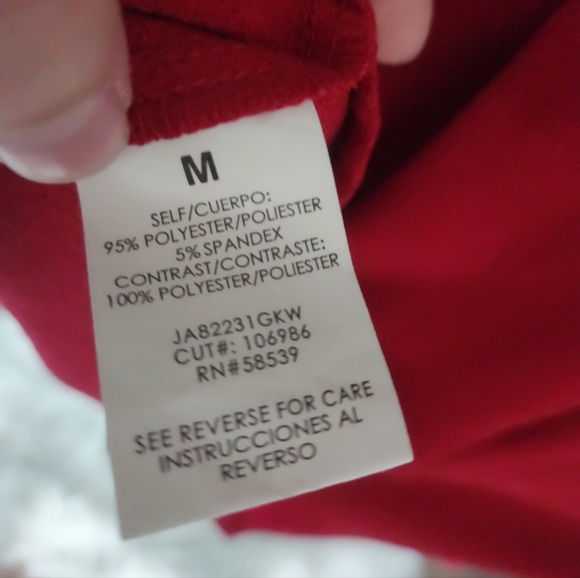 M
SELF/CUERPO:
95% POLYESTER/POLIESTER
5% SPANDEX
CONTRAST/CONTRASTE:
100% POLYESTER/POLIESTER
JA82231GKW
CUT#: 106986
RN#58539
SEE REVERSE FOR CARE
INSTRUCCIONES AL
REVERSO